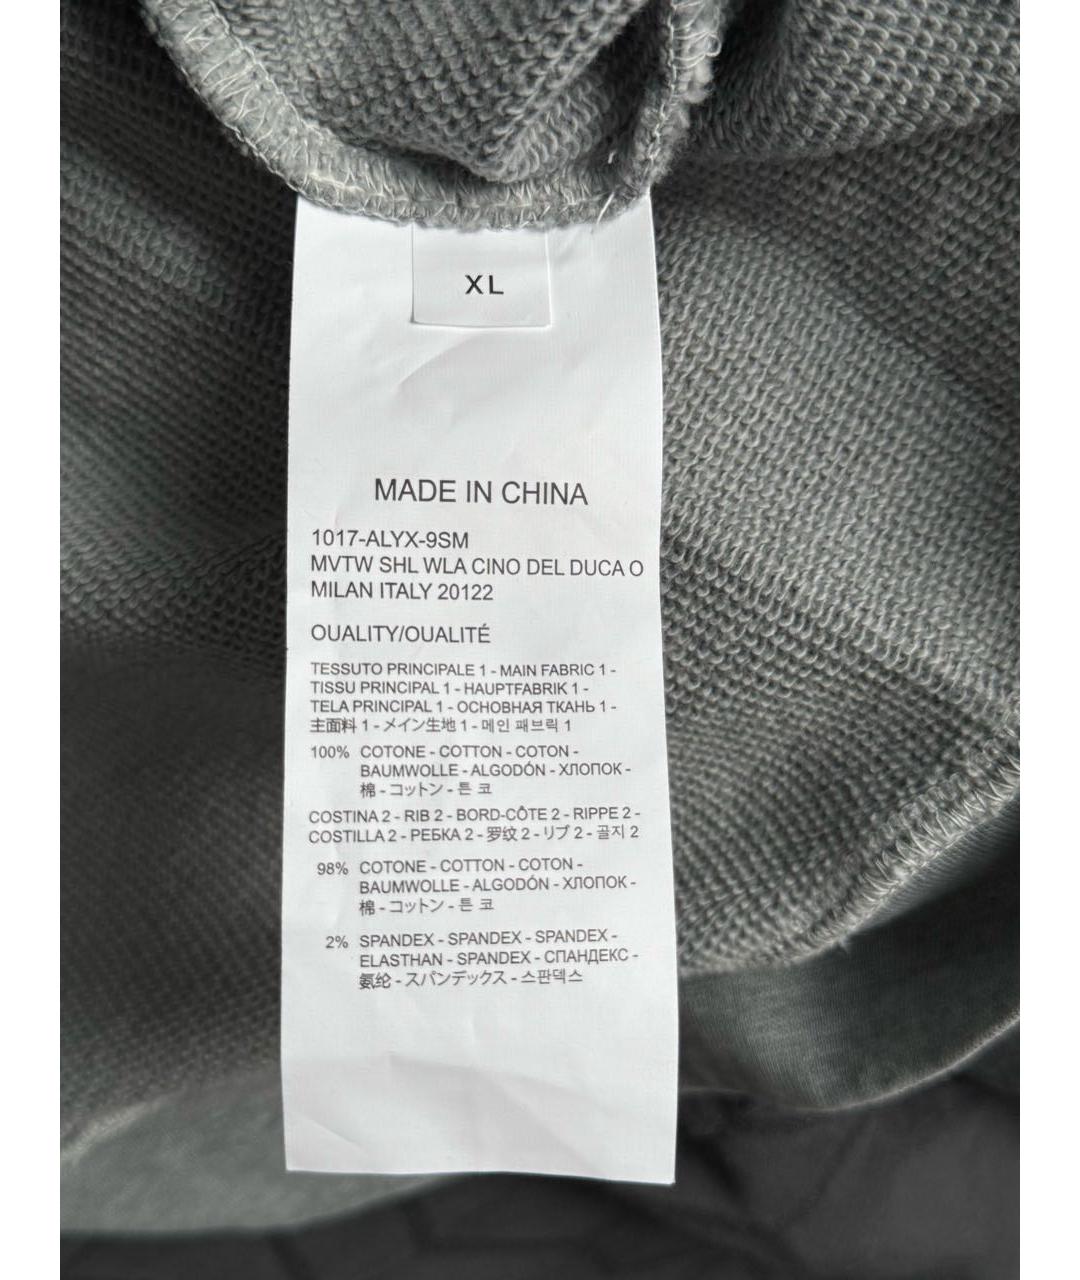 XL
MADE IN CHINA
1017-ALYX-9SM
MVTW SHL WLA CINO DEL DUCA O
MILAN ITALY 20122
OUALITY/OUALITÉ
TESSUTO PRINCIPALE 1 - MAIN FABRIC 1 -
TISSU PRINCIPAL 1 - HAUPTFABRIK 1 -
TELA PRINCIPAL 1 - ОСНОВНАЯ ТКАНЬ 1 -
主面料 1 - メイン生地 1 - 메인 패브릭 1
100% COTONE - COTTON - COTON -
BAUMWOLLE - ALGODÓN - ХЛОПОК -
棉 - コットン - 튼 코
COSTINA 2 - RIB 2 - BORD-CÔTE 2 - RIPPE 2 -
COSTILLA 2 - РЕБКА 2 - 罗纹 2 - リブ 2 - 골지 2
98% COTONE - COTTON - COTON -
BAUMWOLLE - ALGODÓN - ХЛОПОК -
棉 - コットン - 튼 코
2% SPANDEX - SPANDEX - SPANDEX -
ELASTHAN - SPANDEX - СПАНДЕКС -
氨纶 - スパンデックス - 스판덱스